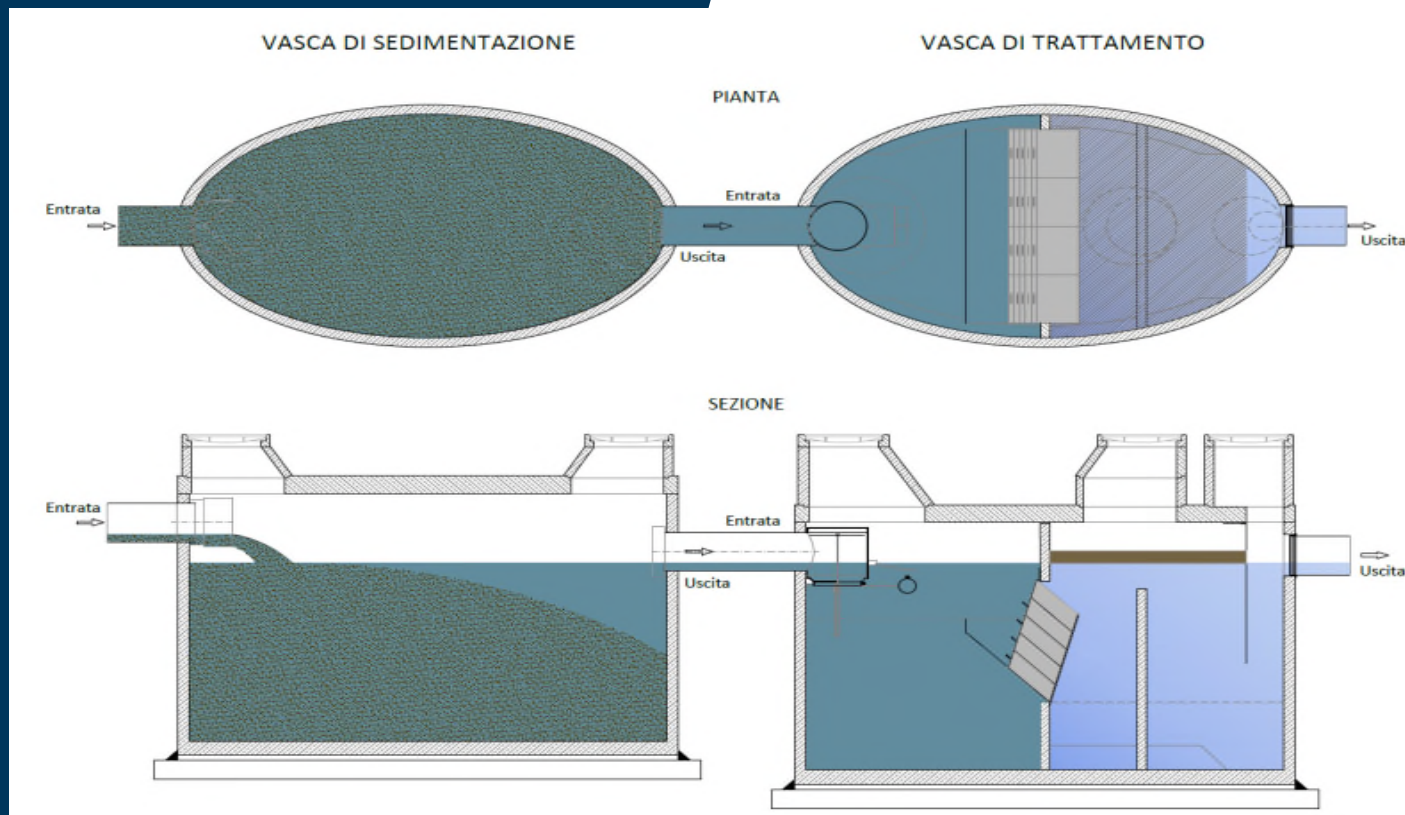 VASCA DI SEDIMENTAZIONE
VASCA DI TRATTAMENTO
PIANTA
Entrata
Entrata
Uscita
Uscita
SEZIONE
Entrata
Entrata
Uscita
Uscita